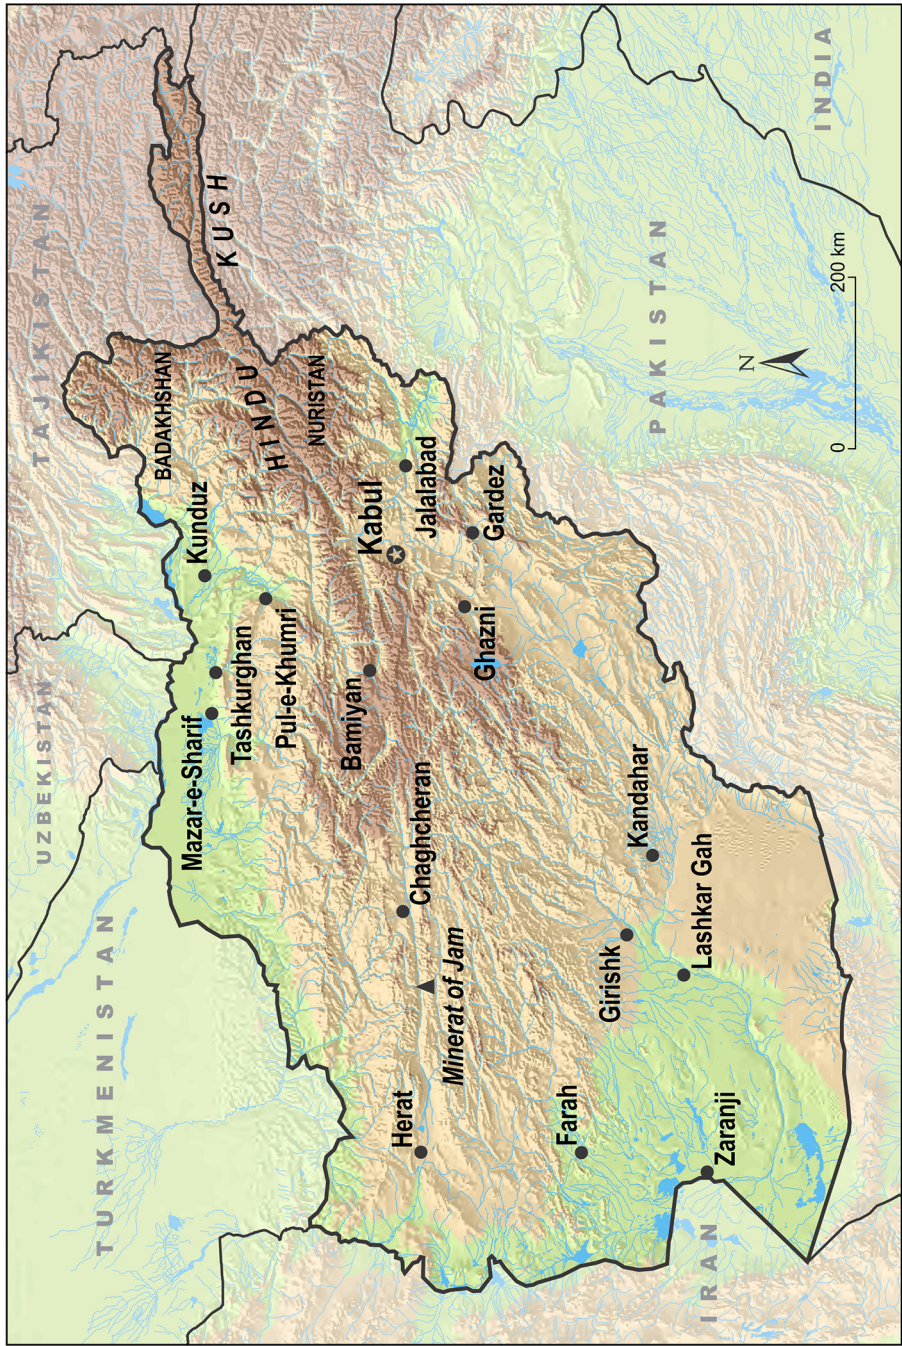 TAJIKISTAN
UZBEKISTAN
TURKMENISTAN
BADAKHSHAN
Kunduz
KUSH
HINDU
Mazar-e-Sharif
Tashkurghan
Pul-e-Khumri
NURISTAN
Bamiyan
Kabul
Jalalabad
Herat
Chaghcheran
Minerat of Jam
Gardez
Ghazni
Farah
Girishk
Kandahar
Lashkar Gah
Zaranji
IRAN
PAKISTAN
INDIA
N
0 200 km